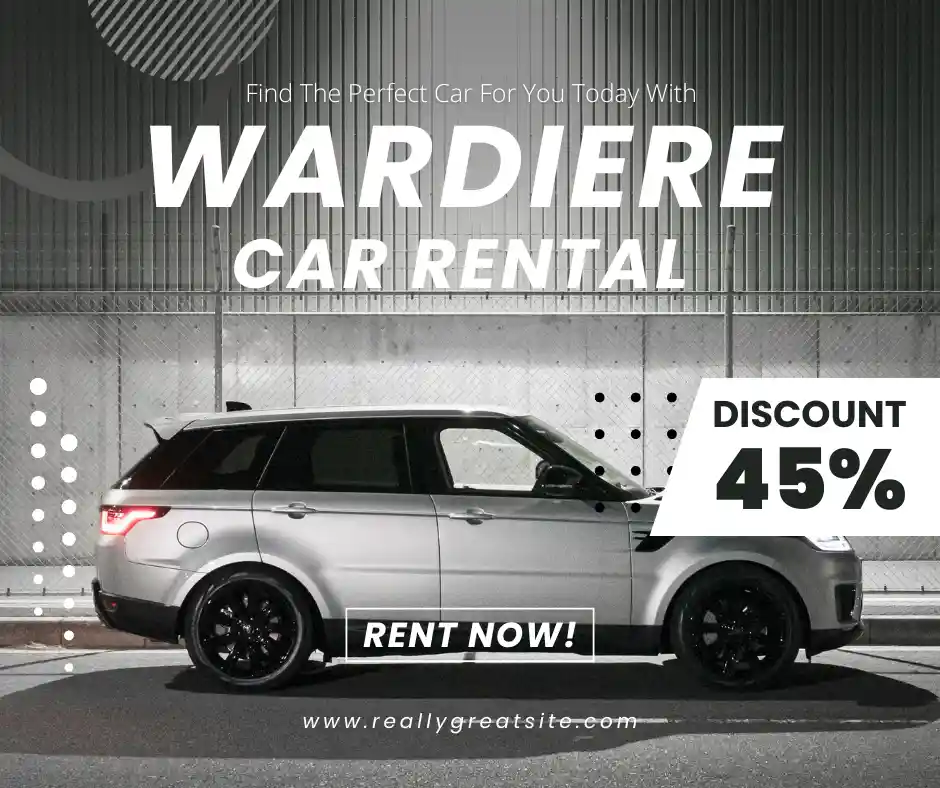 Find The Perfect Car For You Today With
WARDIERE
CAR RENTAL
DISCOUNT
45%
RENT NOW!
www.reallygreatsite.com